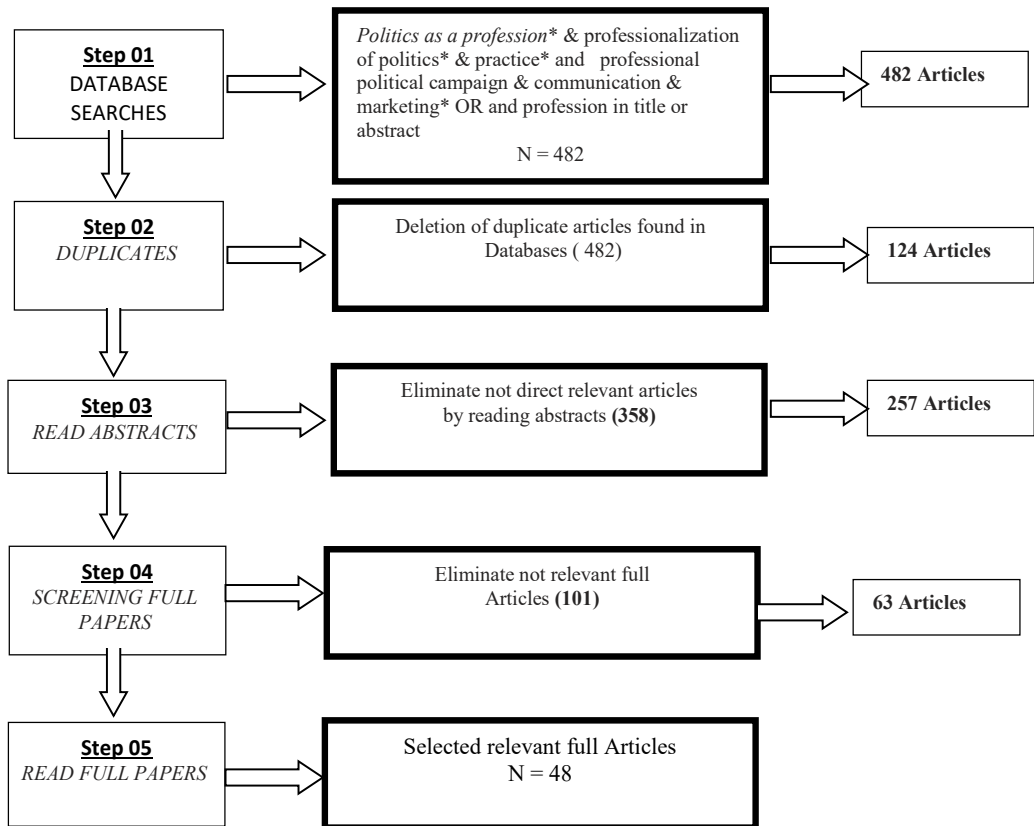 Step 01
DATABASE
SEARCHES
Politics as a profession* & professionalization
of politics* & practice* and professional
political campaign & communication &
marketing* OR and profession in title or
abstract
N = 482
482 Articles
Step 02
DUPLICATES
Deletion of duplicate articles found in
Databases ( 482)
124 Articles
Step 03
READ ABSTRACTS
Eliminate not direct relevant articles
by reading abstracts (358)
257 Articles
Step 04
SCREENING FULL
PAPERS
Eliminate not relevant full
Articles (101)
63 Articles
Step 05
READ FULL PAPERS
Selected relevant full Articles
N = 48